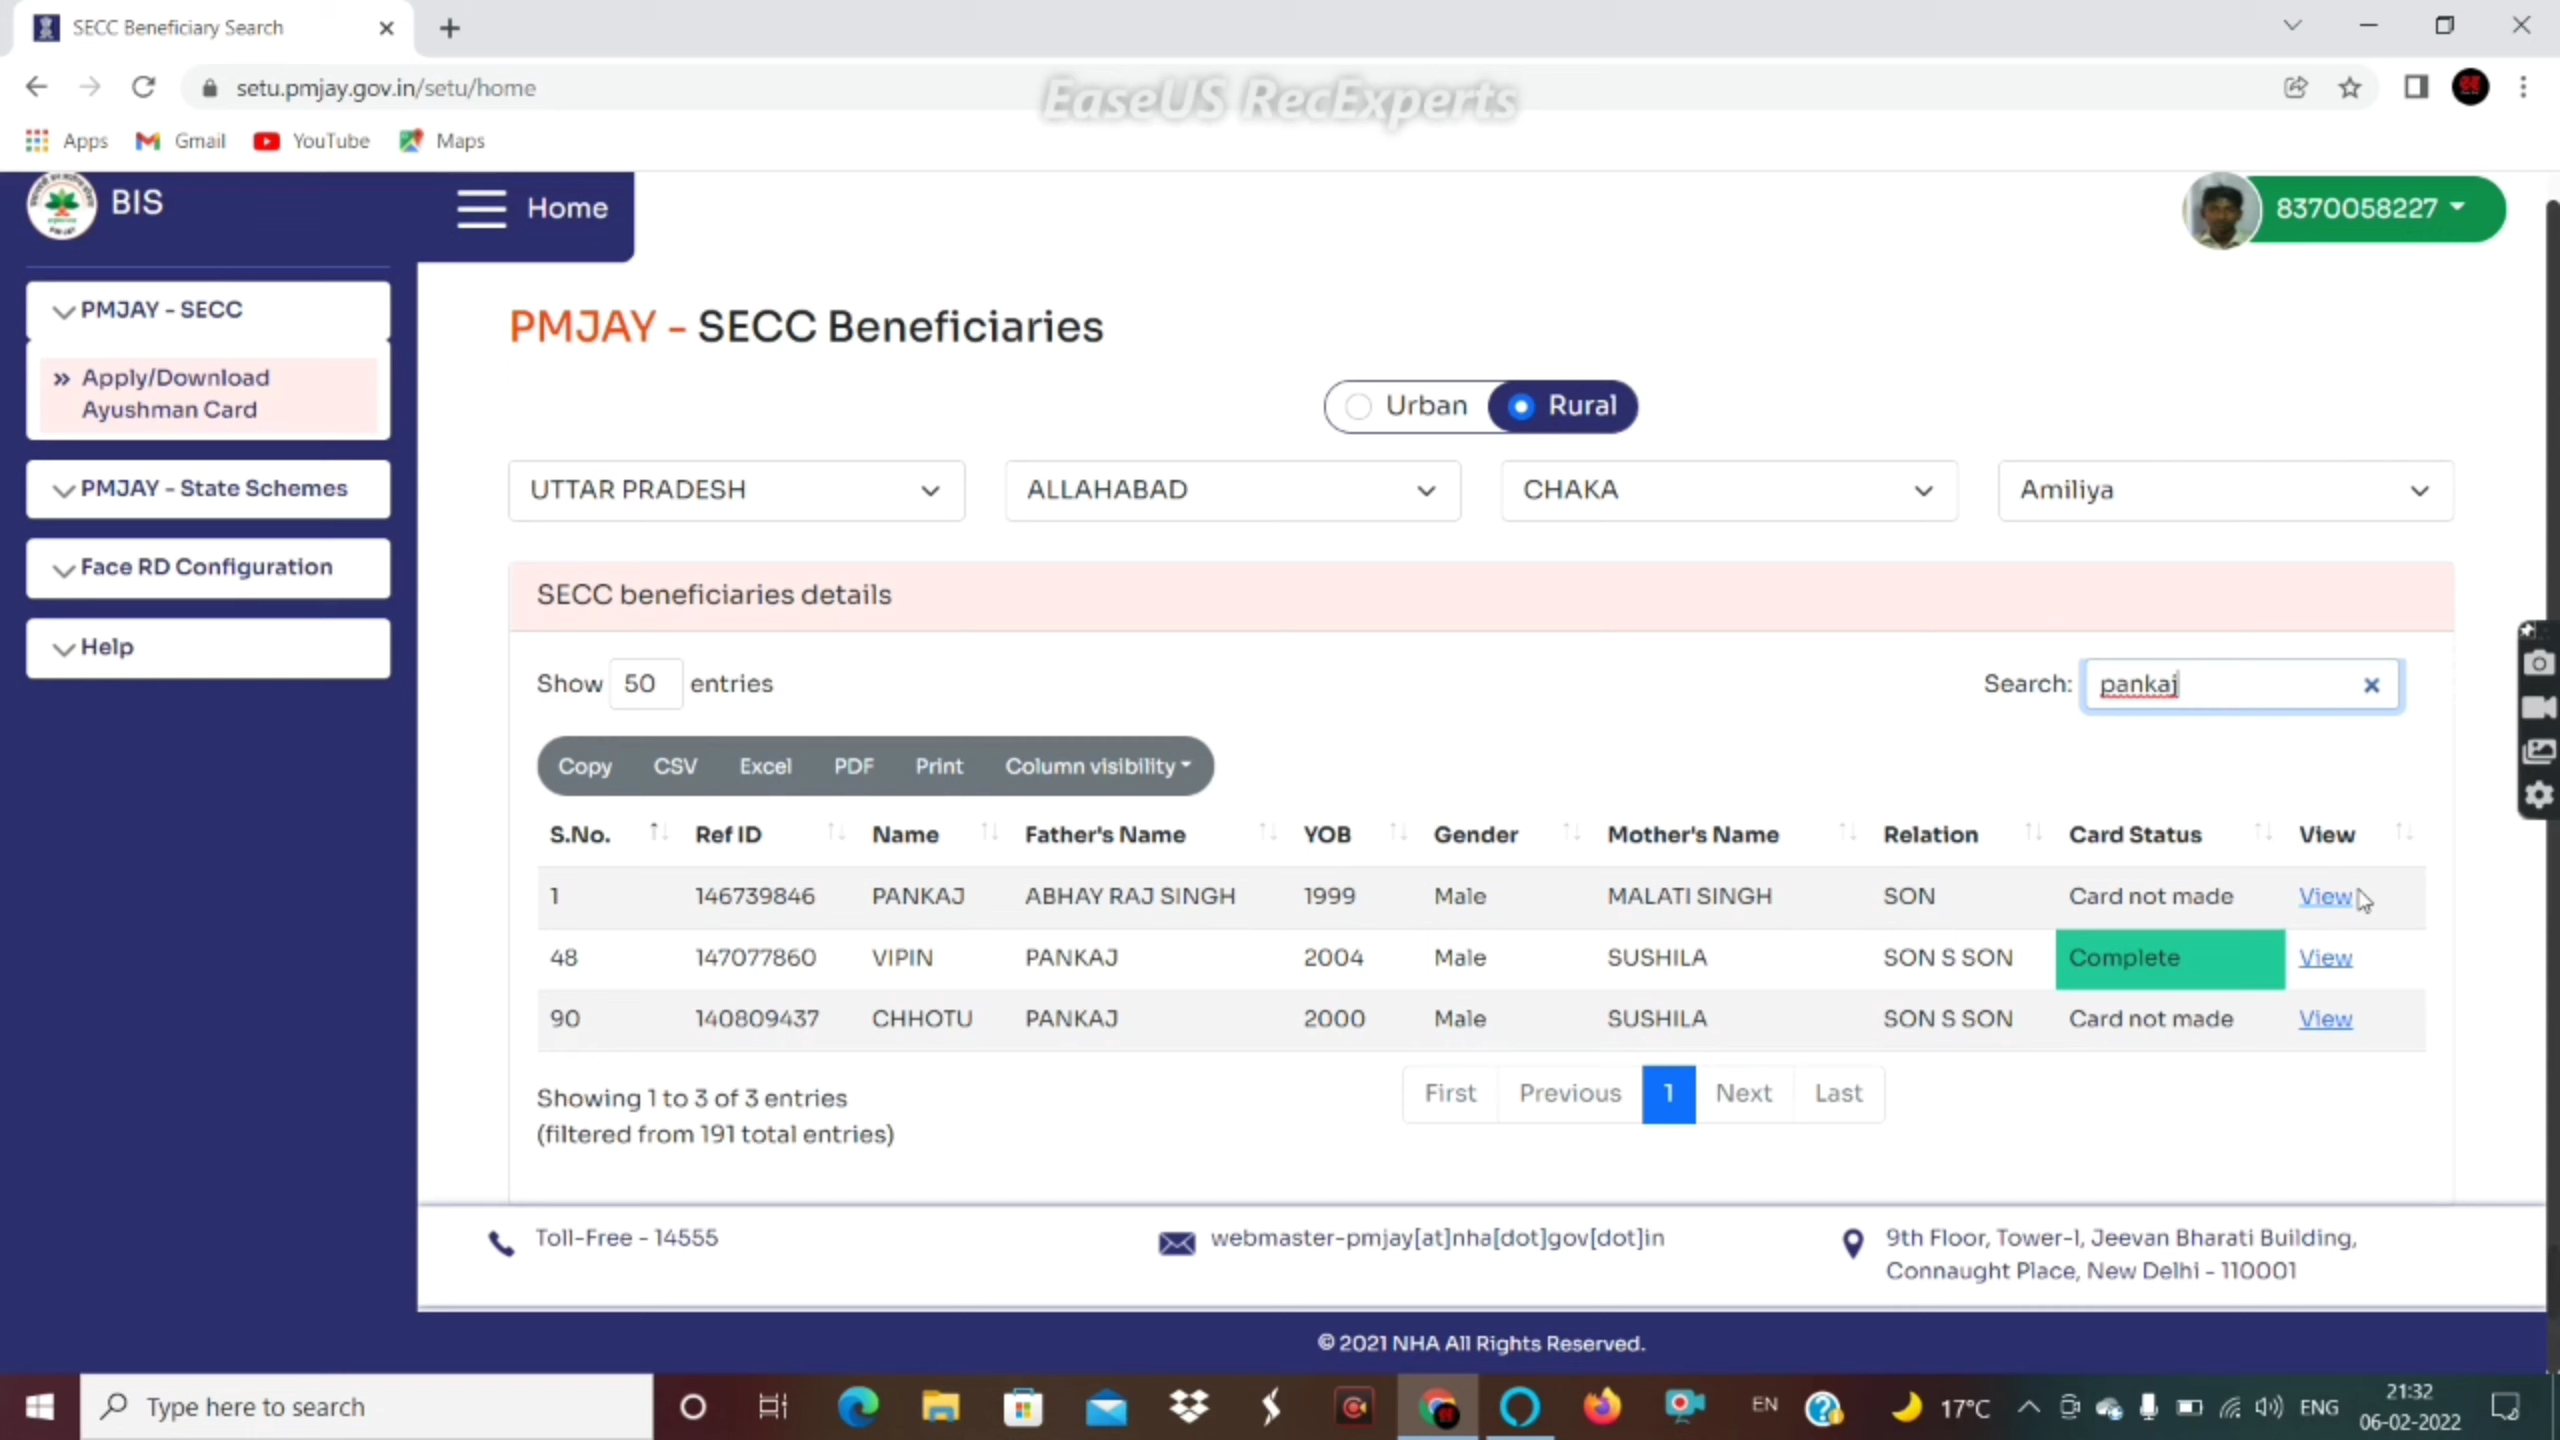 SECC Beneficiary Search
setu.pmjay.gov.in/setu/home
EaseUS RecExperts
Apps Gmail YouTube Maps
BIS
Home
8370058227
PMJAY - SECC
Apply/Download
Ayushman Card
PMJAY - State Schemes
Face RD Configuration
Help
PMJAY - SECC Beneficiaries
Urban Rural
UTTAR PRADESH ALLAHABAD CHAKA Amiliya
SECC beneficiaries details
Show 50 entries Search: pankaj
Copy CSV Excel PDF Print Column visibility
S.No. Ref ID Name Father's Name YOB Gender Mother's Name Relation Card Status View
1 146739846 PANKAJ ABHAY RAJ SINGH 1999 Male MALATI SINGH SON Card not made View
48 147077860 VIPIN PANKAJ 2004 Male SUSHILA SON S SON Complete View
90 140809437 CHHOTU PANKAJ 2000 Male SUSHILA SON S SON Card not made View
Showing 1 to 3 of 3 entries
(filtered from 191 total entries)
First Previous 1 Next Last
Toll-Free - 14555
webmaster-pmjay[at]nha[dot]gov[dot]in
9th Floor, Tower-I, Jeevan Bharati Building,
Connaught Place, New Delhi - 110001
© 2021 NHA All Rights Reserved.
Type here to search
EN
17°C
ENG
21:32
06-02-2022